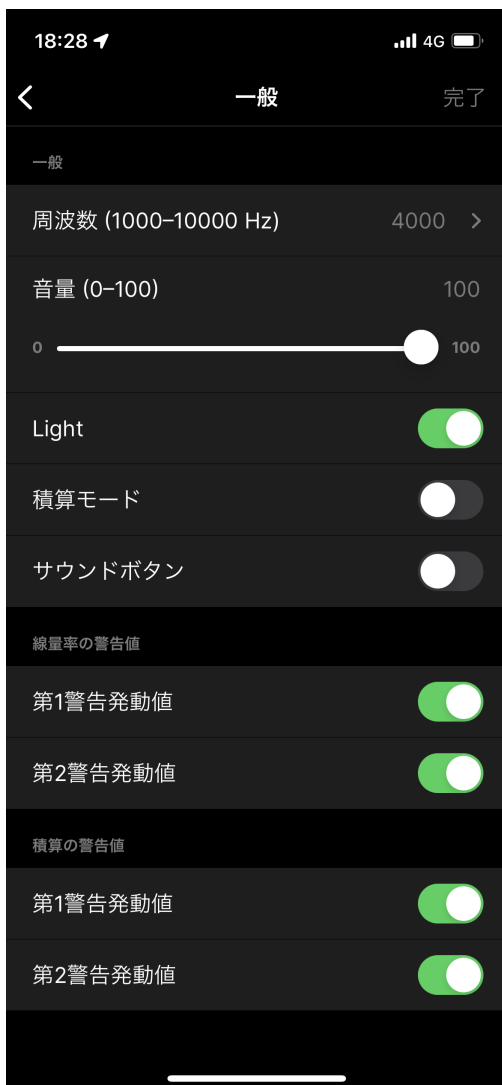 18:28
4G
一般
完了
一般
周波数 (1000–10000 Hz)
4000
音量 (0–100)
100
0
100
Light
積算モード
サウンドボタン
線量率の警告値
第1警告発動値
第2警告発動値
積算の警告値
第1警告発動値
第2警告発動値